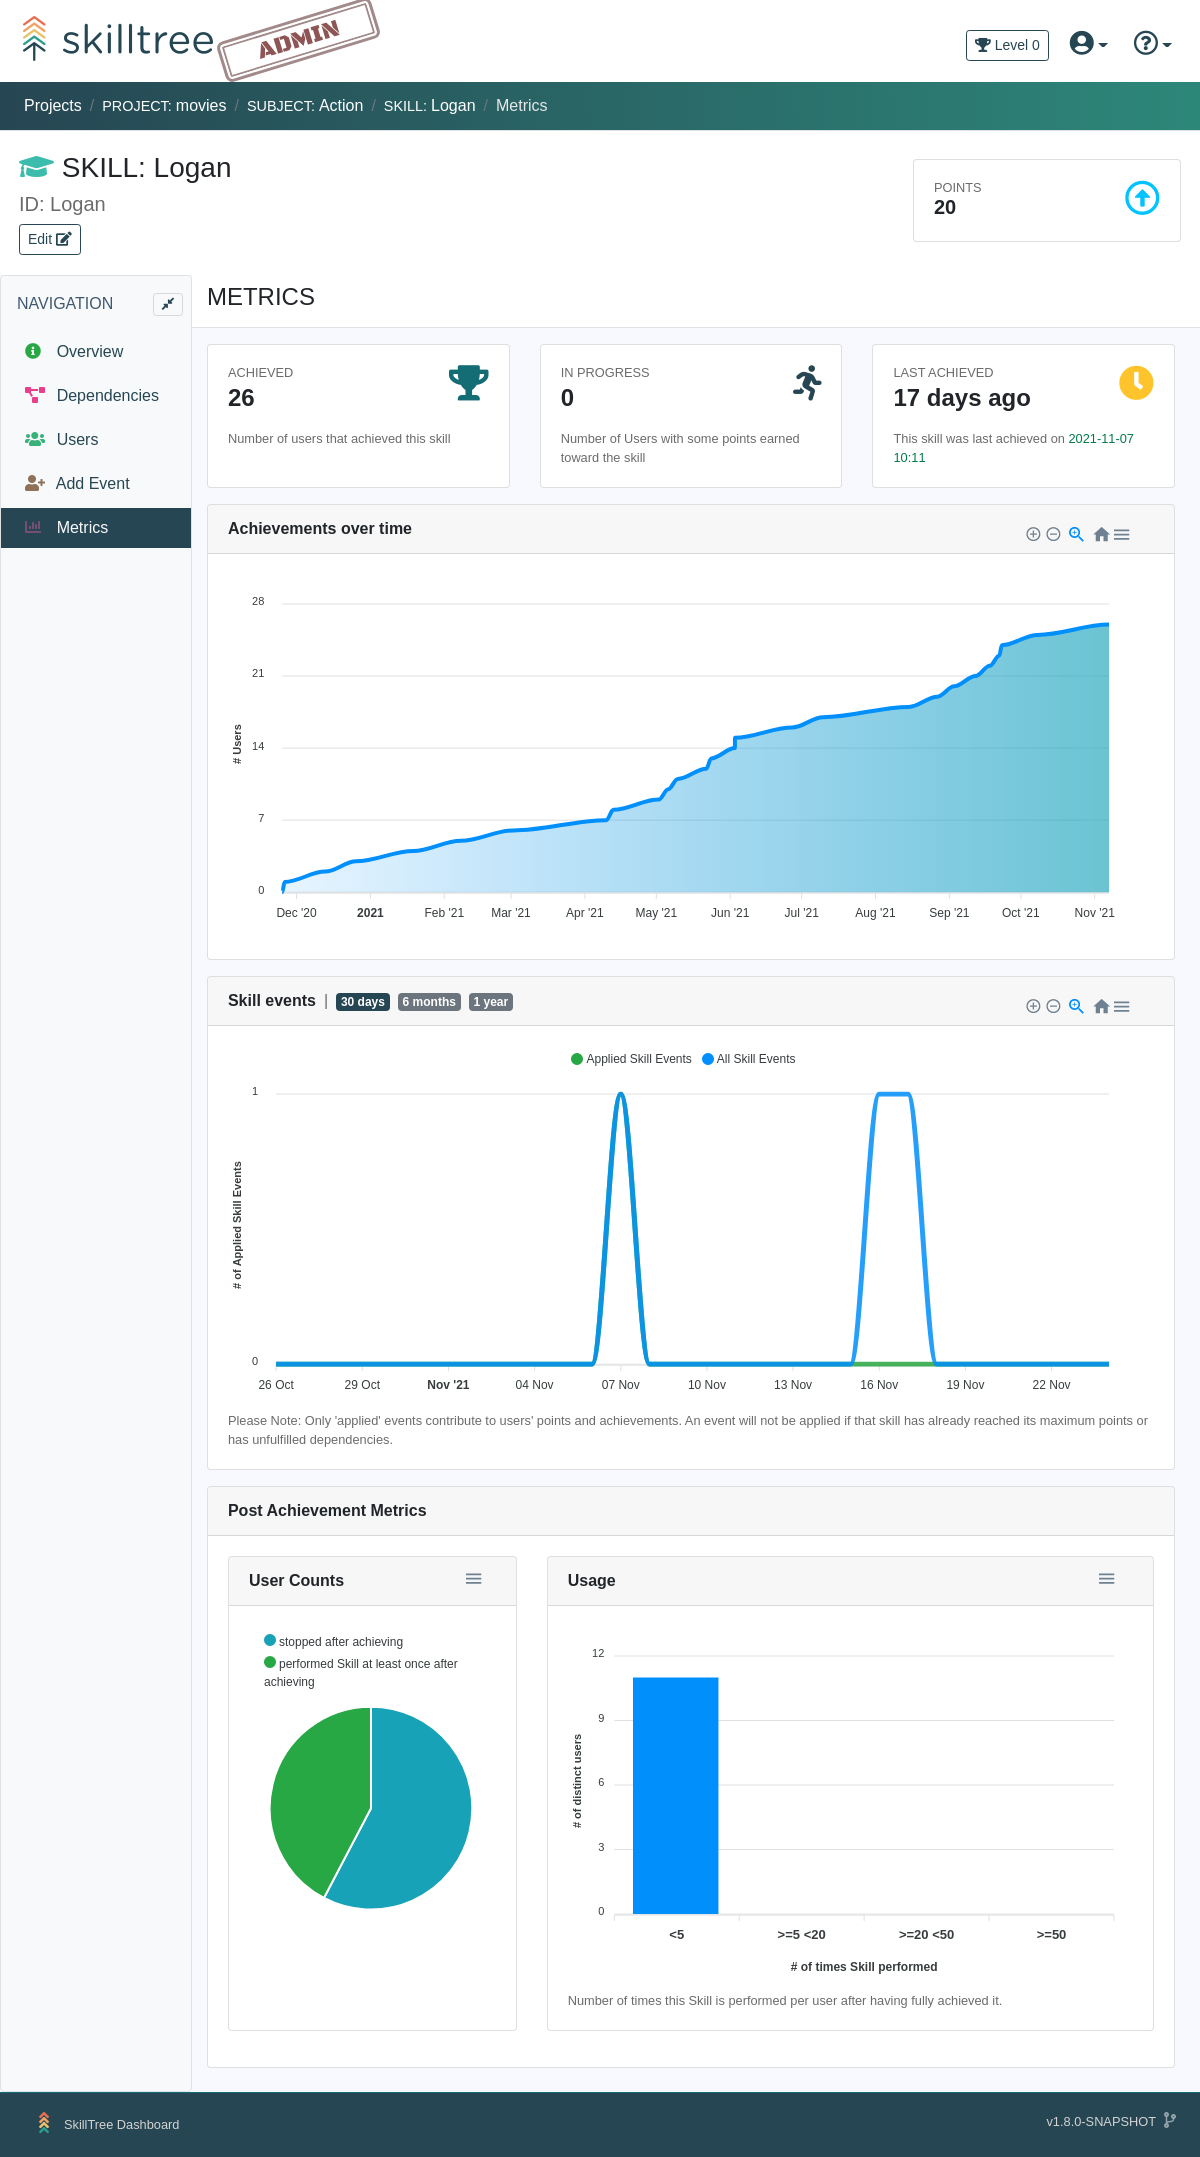 skilltree ADMIN
Level 0
Projects / PROJECT: movies / SUBJECT: Action / SKILL: Logan / Metrics
SKILL: Logan
ID: Logan
Edit
POINTS
20
NAVIGATION
Overview
Dependencies
Users
Add Event
Metrics
METRICS
ACHIEVED
26
Number of users that achieved this skill
IN PROGRESS
0
Number of Users with some points earned
toward the skill
LAST ACHIEVED
17 days ago
This skill was last achieved on 2021-11-07
10:11
Achievements over time
28
21
14
7
0
# Users
Dec '20 2021 Feb '21 Mar '21 Apr '21 May '21 Jun '21 Jul '21 Aug '21 Sep '21 Oct '21 Nov '21
Skill events | 30 days 6 months 1 year
Applied Skill Events All Skill Events
1
0
# of Applied Skill Events
26 Oct 29 Oct Nov '21 04 Nov 07 Nov 10 Nov 13 Nov 16 Nov 19 Nov 22 Nov
Please Note: Only 'applied' events contribute to users' points and achievements. An event will not be applied if that skill has already reached its maximum points or
has unfulfilled dependencies.
Post Achievement Metrics
User Counts
stopped after achieving
performed Skill at least once after
achieving
Usage
12
9
6
3
0
# of distinct users
<5 >=5 <20 >=20 <50 >=50
# of times Skill performed
Number of times this Skill is performed per user after having fully achieved it.
SkillTree Dashboard
v1.8.0-SNAPSHOT